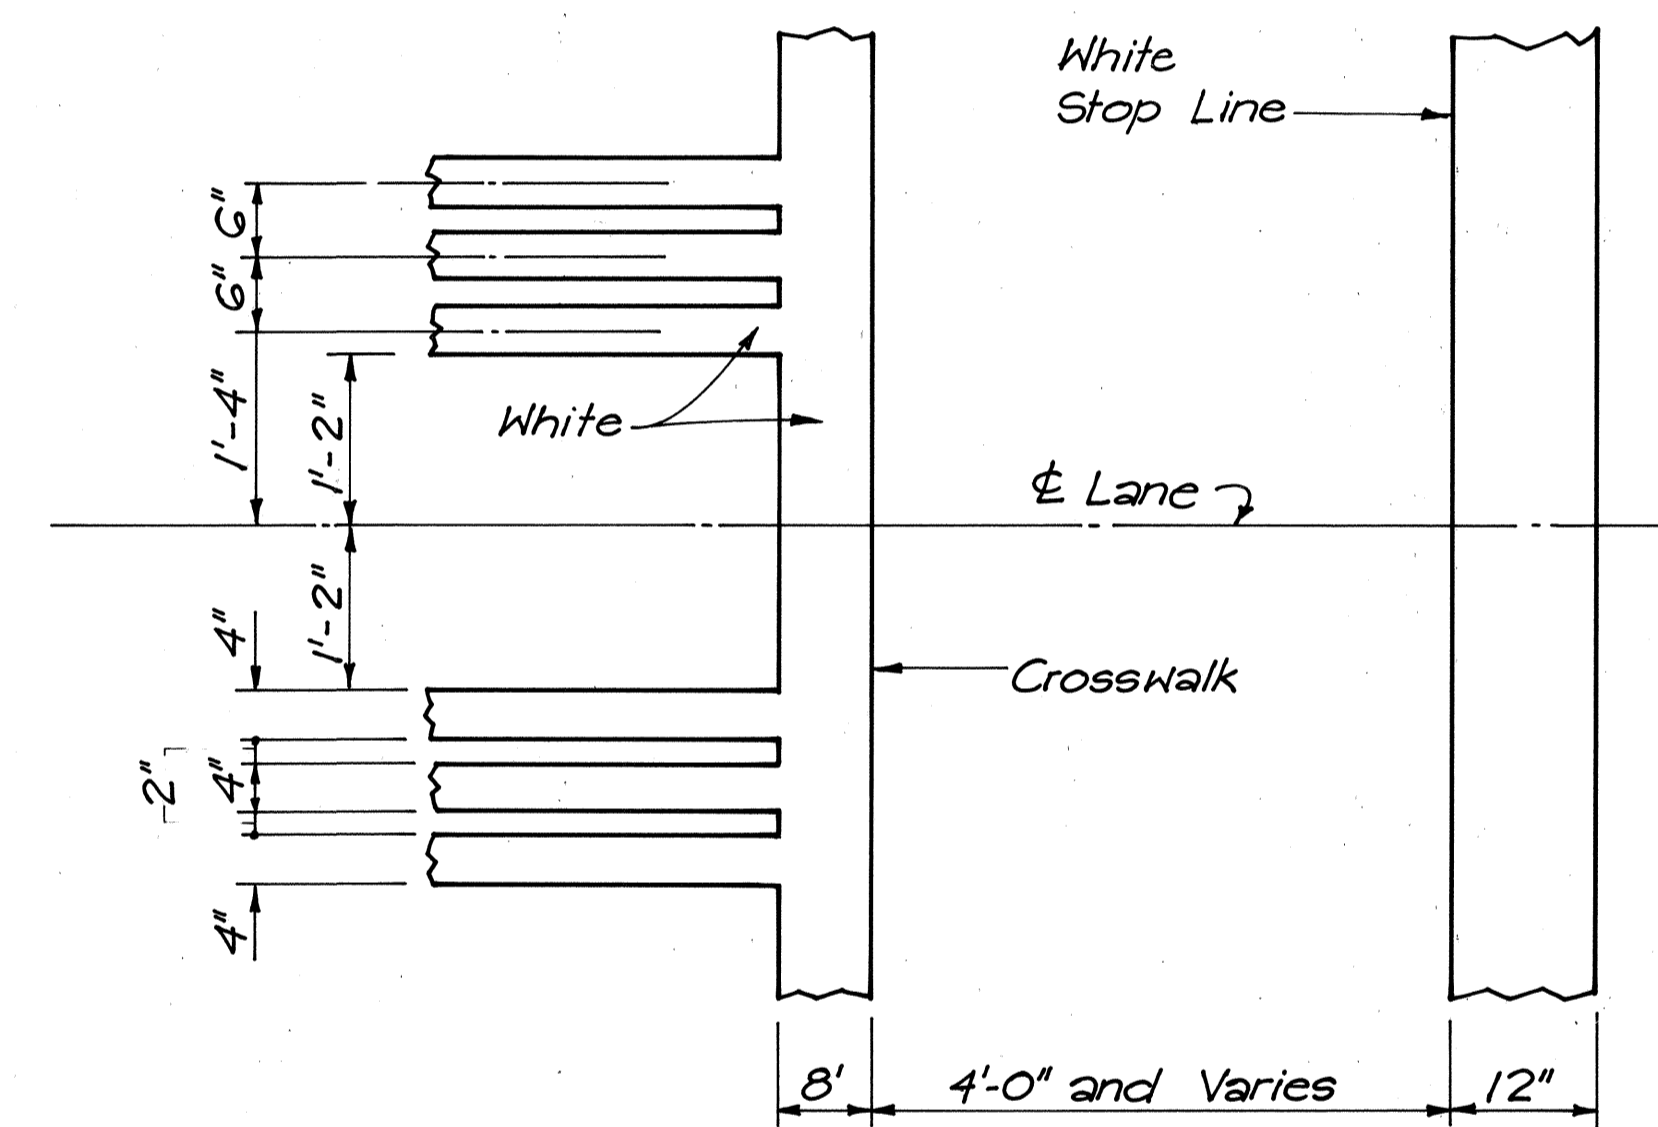 White
Stop Line
6"
6"
1'-4"
1'-2"
White
℄ Lane
1'-2"
4"
Crosswalk
2"
4"
4"
8'
4'-0" and Varies
12"